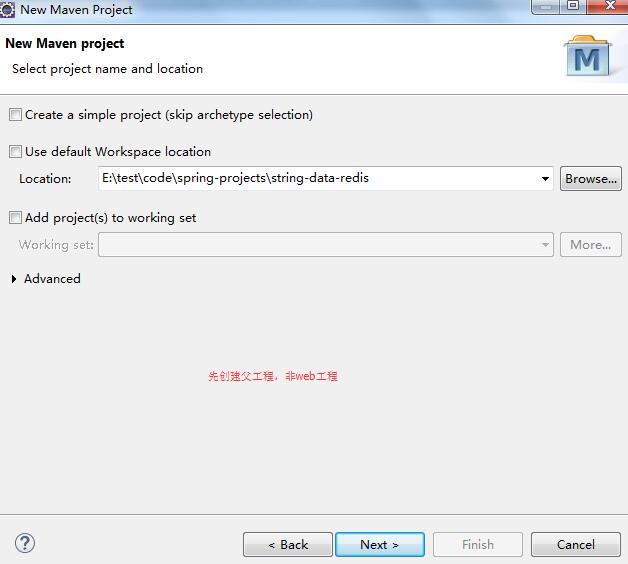 New Maven Project
New Maven project
Select project name and location
M
Create a simple project (skip archetype selection)
Use default Workspace location
Location: E:\test\code\spring-projects\string-data-redis Browse...
Add project(s) to working set
Working set: More...
Advanced
先创建父工程，非web工程
? < Back Next > Finish Cancel